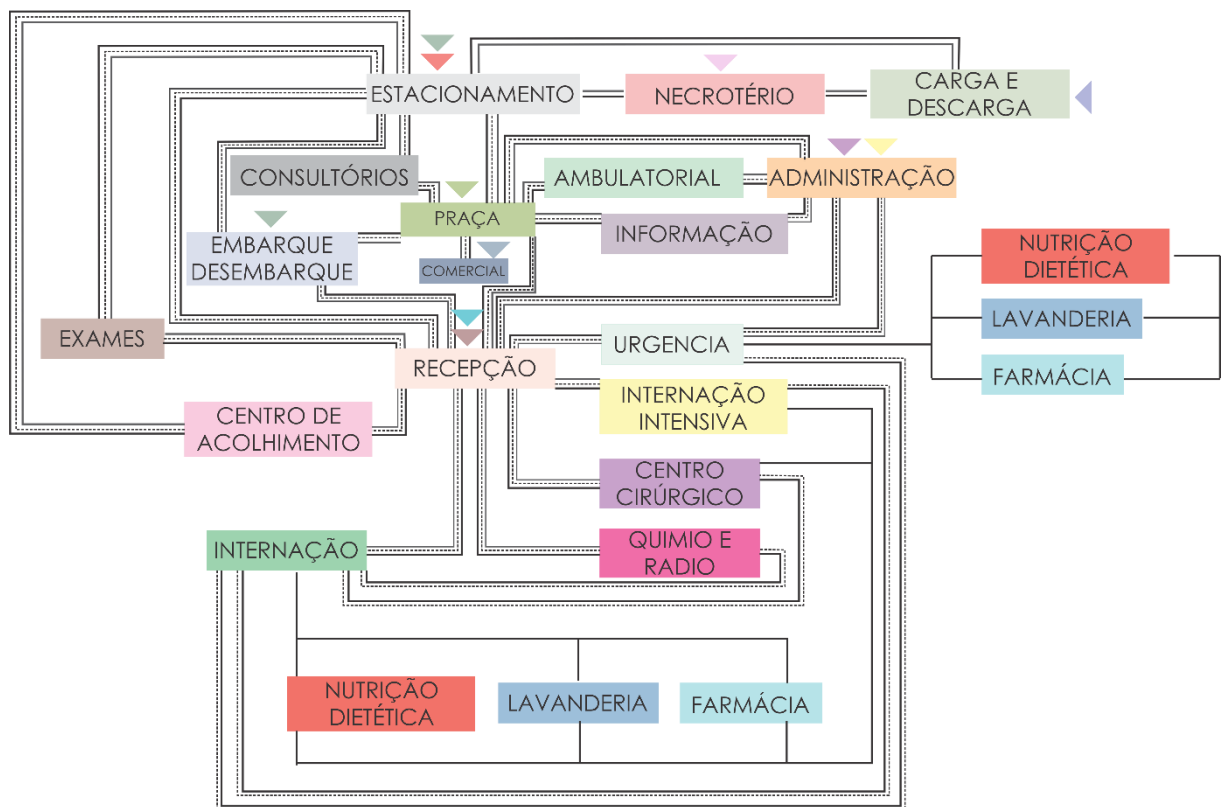 ESTACIONAMENTO
NECROTÉRIO
CARGA E
DESCARGA
CONSULTÓRIOS
AMBULATORIAL
ADMINISTRAÇÃO
PRAÇA
INFORMAÇÃO
EMBARQUE
DESEMBARQUE
COMERCIAL
NUTRIÇÃO
DIETÉTICA
LAVANDERIA
FARMÁCIA
EXAMES
RECEPÇÃO
URGENCIA
INTERNAÇÃO
INTENSIVA
CENTRO DE
ACOLHIMENTO
CENTRO
CIRÚRGICO
INTERNAÇÃO
QUIMIO E
RADIO
NUTRIÇÃO
DIETÉTICA
LAVANDERIA
FARMÁCIA